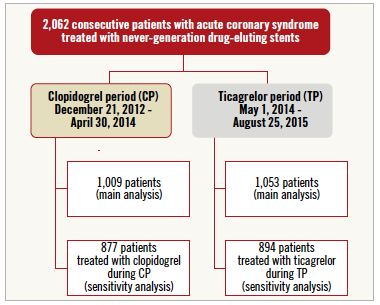 2,062 consecutive patients with acute coronary syndrome
treated with never-generation drug-eluting stents
Clopidogrel period (CP)
December 21, 2012 -
April 30, 2014
Ticagrelor period (TP)
May 1, 2014 -
August 25, 2015
1,009 patients
(main analysis)
1,053 patients
(main analysis)
877 patients
treated with clopidogrel
during CP
(sensitivity analysis)
894 patients
treated with ticagrelor
during TP
(sensitivity analysis)